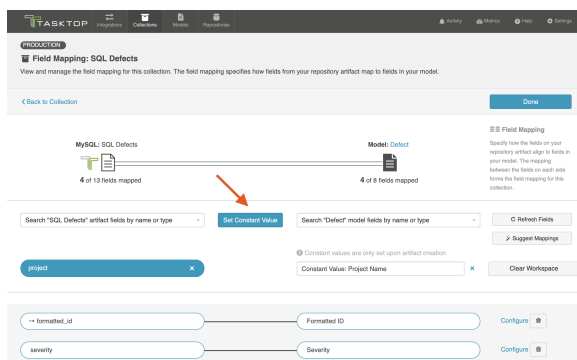 TASKTOP
Integrations
Collections
Models
Repositories
Activity
Metrics
Help
Settings
PRODUCTION
Field Mapping: SQL Defects
View and manage the field mapping for this collection. The field mapping specifies how fields from your repository artifact map to fields in your model.
Back to Collection
Done
MySQL: SQL Defects
4 of 13 fields mapped
Model: Defect
4 of 8 fields mapped
Field Mapping
Specify how the fields on your
repository artifact align to fields in
your model. The mapping
between the fields on each side
forms the field mapping for this
collection.
Search "SQL Defects" artifact fields by name or type
Set Constant Value
Search "Defect" model fields by name or type
Refresh Fields
Suggest Mappings
Constant values are only set upon artifact creation
project
Constant Value: Project Name
Clear Workspace
formatted_id
Formatted ID
Configure
severity
Severity
Configure